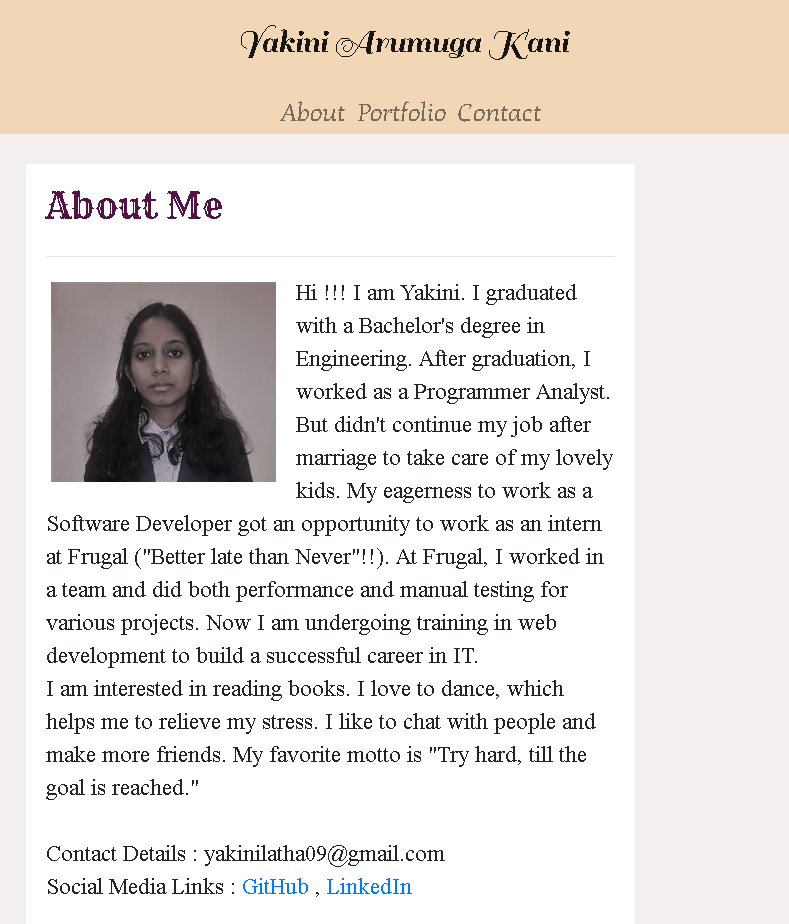 Yakini Arumuga Kani
About Portfolio Contact
About Me
Hi !!! I am Yakini. I graduated
with a Bachelor's degree in
Engineering. After graduation, I
worked as a Programmer Analyst.
But didn't continue my job after
marriage to take care of my lovely
kids. My eagerness to work as a
Software Developer got an opportunity to work as an intern
at Frugal ("Better late than Never"!!). At Frugal, I worked in
a team and did both performance and manual testing for
various projects. Now I am undergoing training in web
development to build a successful career in IT.
I am interested in reading books. I love to dance, which
helps me to relieve my stress. I like to chat with people and
make more friends. My favorite motto is "Try hard, till the
goal is reached."
Contact Details : yakinilatha09@gmail.com
Social Media Links : GitHub , LinkedIn